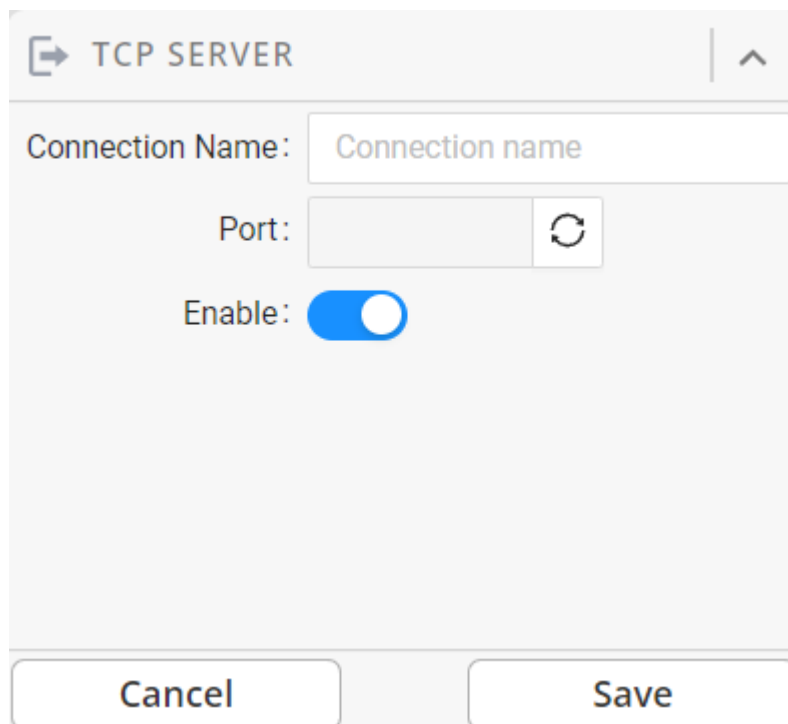 TCP SERVER
Connection Name: Connection name
Port:
Enable:
Cancel Save